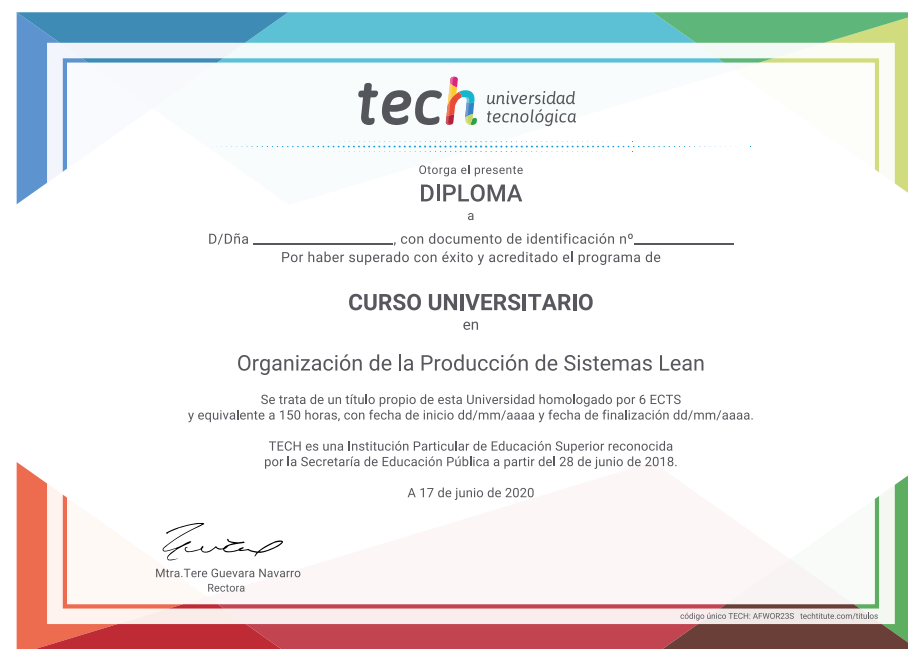 tech universidad
tecnológica
Otorga el presente
DIPLOMA
a
D/Dña ____________________, con documento de identificación nº______________
Por haber superado con éxito y acreditado el programa de
CURSO UNIVERSITARIO
en
Organización de la Producción de Sistemas Lean
Se trata de un título propio de esta Universidad homologado por 6 ECTS
y equivalente a 150 horas, con fecha de inicio dd/mm/aaaa y fecha de finalización dd/mm/aaaa.
TECH es una Institución Particular de Educación Superior reconocida
por la Secretaría de Educación Pública a partir del 28 de junio de 2018.
A 17 de junio de 2020
Mtra.Tere Guevara Navarro
Rectora
código único TECH: AFWOR23S techtitute.com/titulos